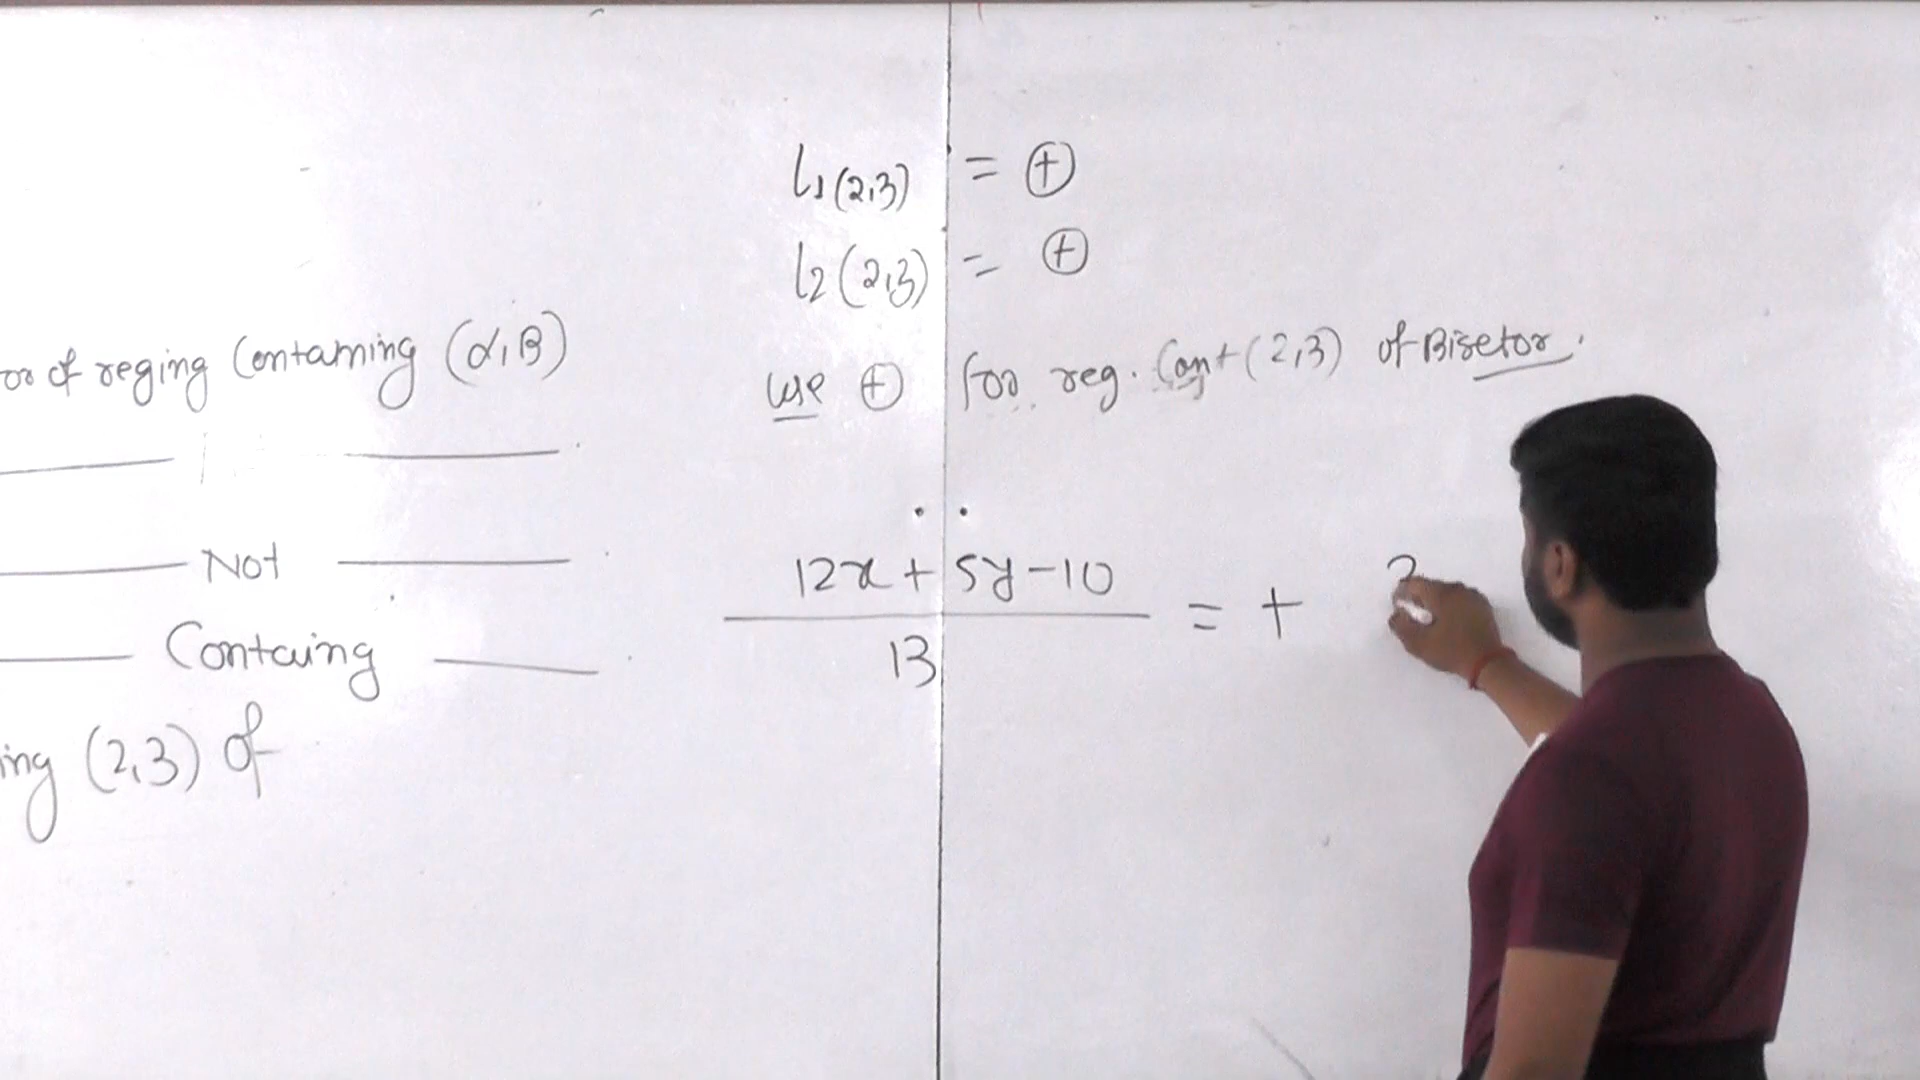 or of reging Containing (α, β)
Not
Containg
ing (2,3) of
l1 (2,3) = ⊕
l2 (2,3) = ⊕
use ⊕ for reg. Cont (2,3) of Bisetor.
12x + 5y - 10
13
= +